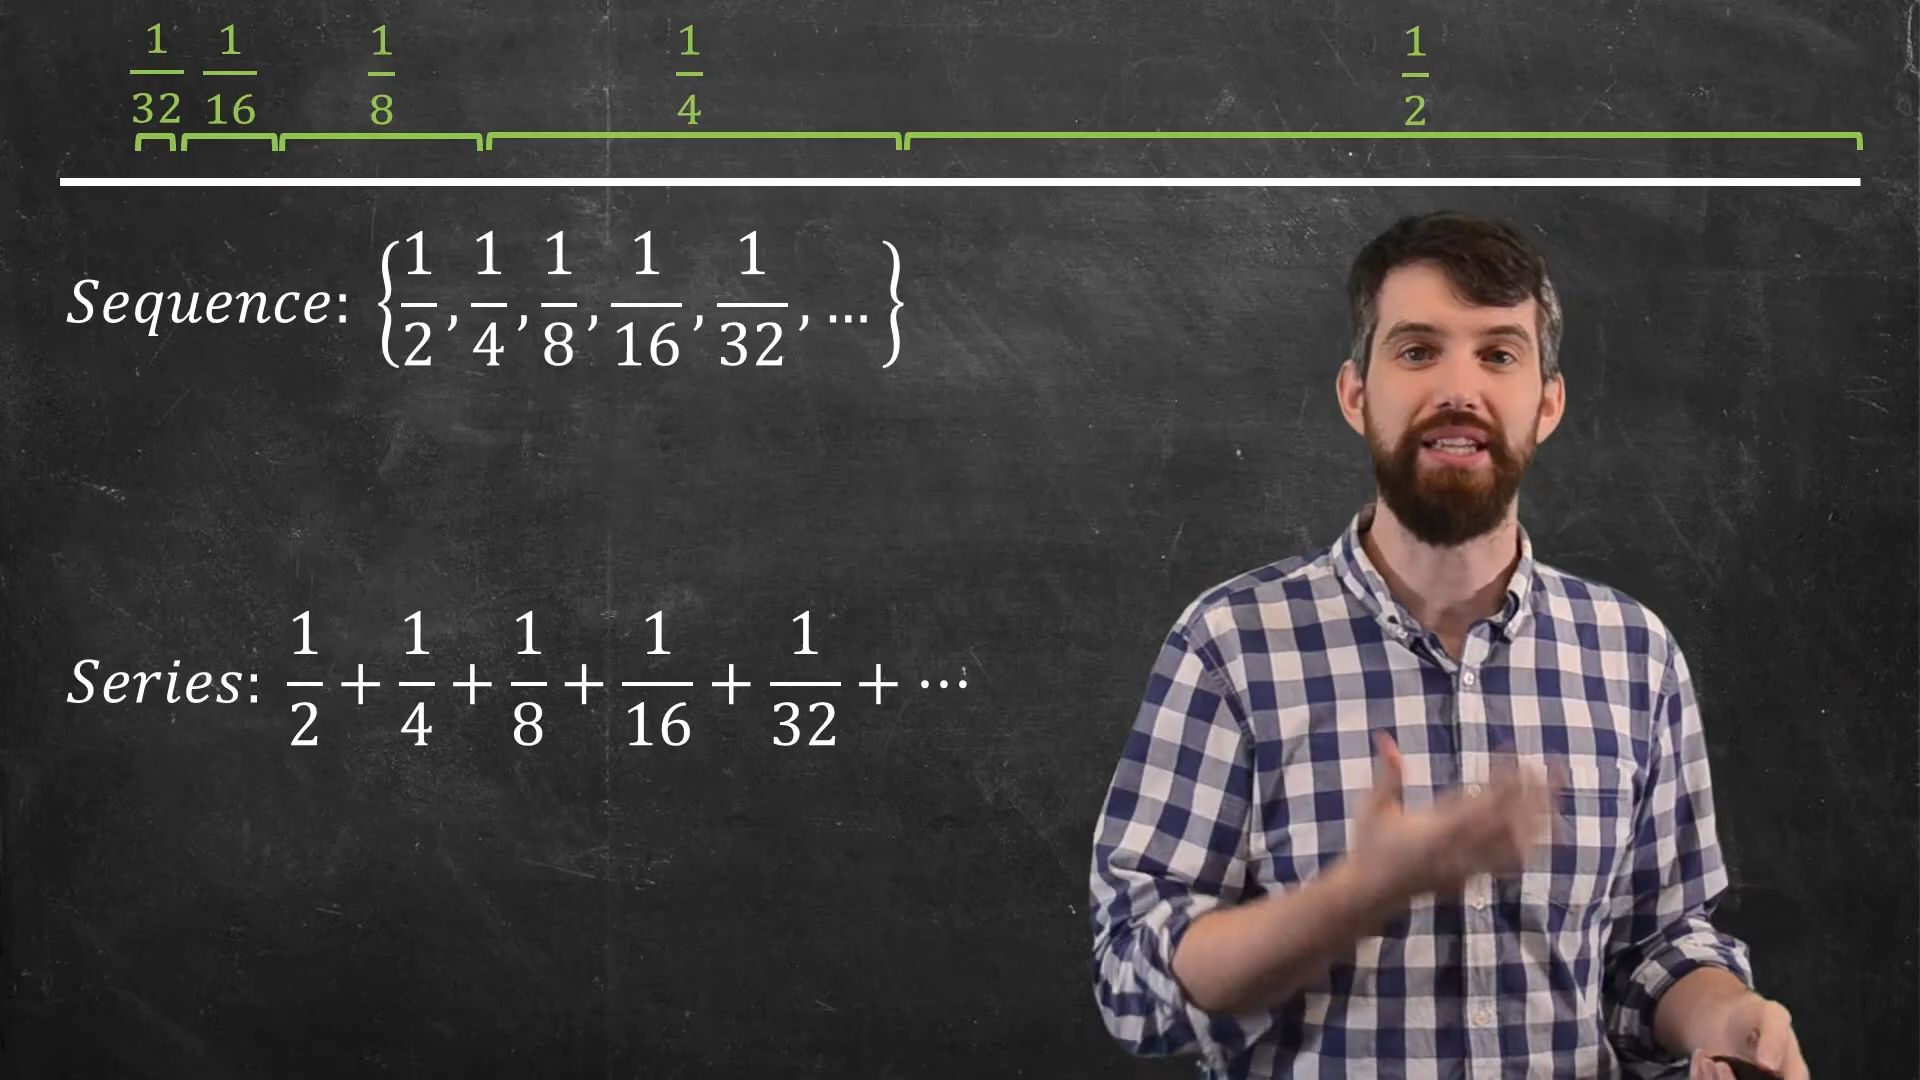 1/32 1/16 1/8 1/4 1/2
Sequence: {1/2, 1/4, 1/8, 1/16, 1/32, ...}
Series: 1/2 + 1/4 + 1/8 + 1/16 + 1/32 + ⋯